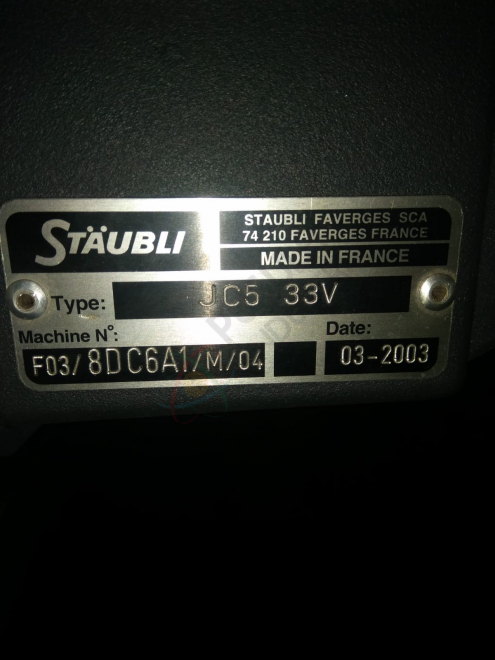 STÄUBLI
STAUBLI FAVERGES SCA
74 210 FAVERGES FRANCE
MADE IN FRANCE
Type: JC5 33V
Machine N°: Date:
F03/8DC6A1/M/04 03-2003